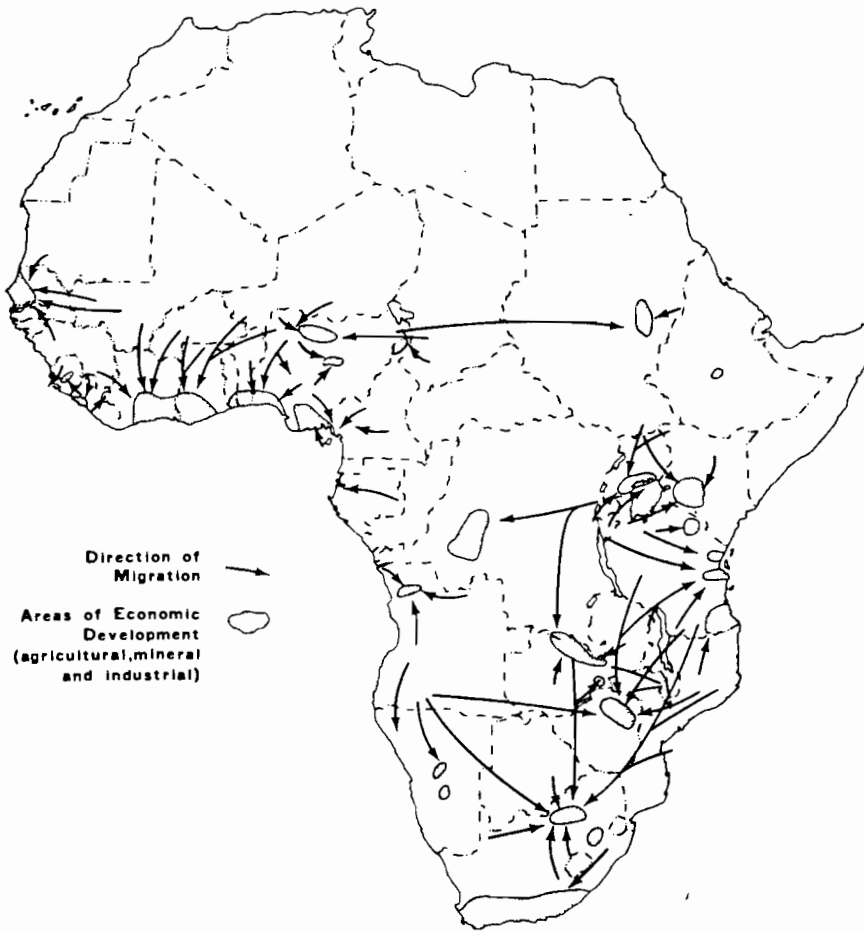 Direction of
Migration
Areas of Economic
Development
(agricultural,mineral
and industrial)